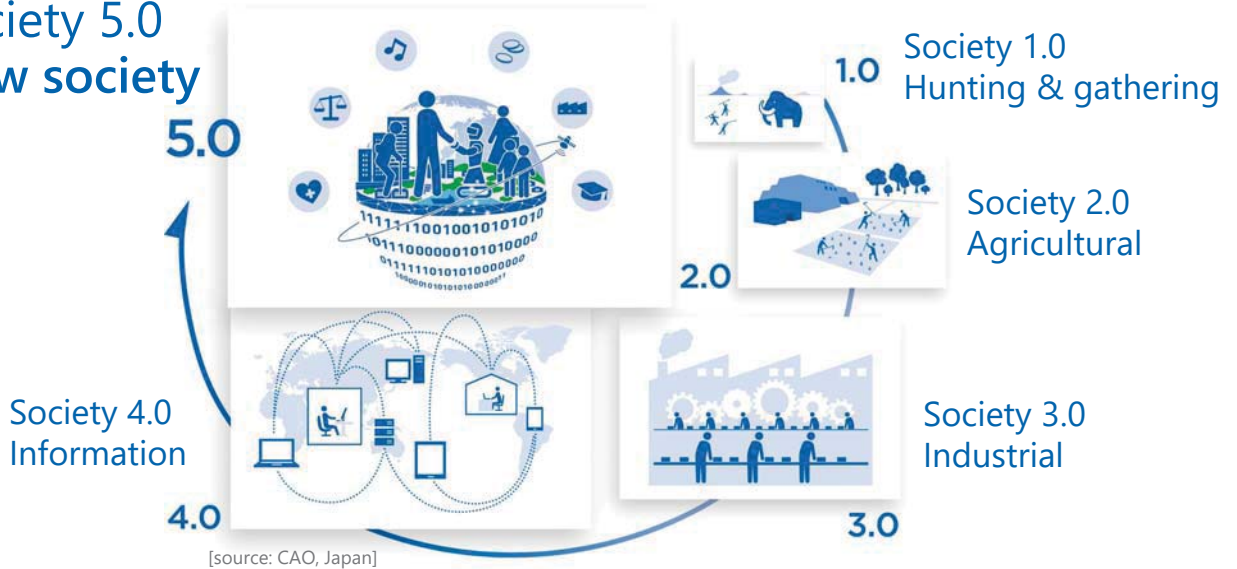 ciety 5.0
w society
5.0
1.0
Society 1.0
Hunting & gathering
2.0
Society 2.0
Agricultural
Society 4.0
Information
4.0
Society 3.0
Industrial
3.0
[source: CAO, Japan]